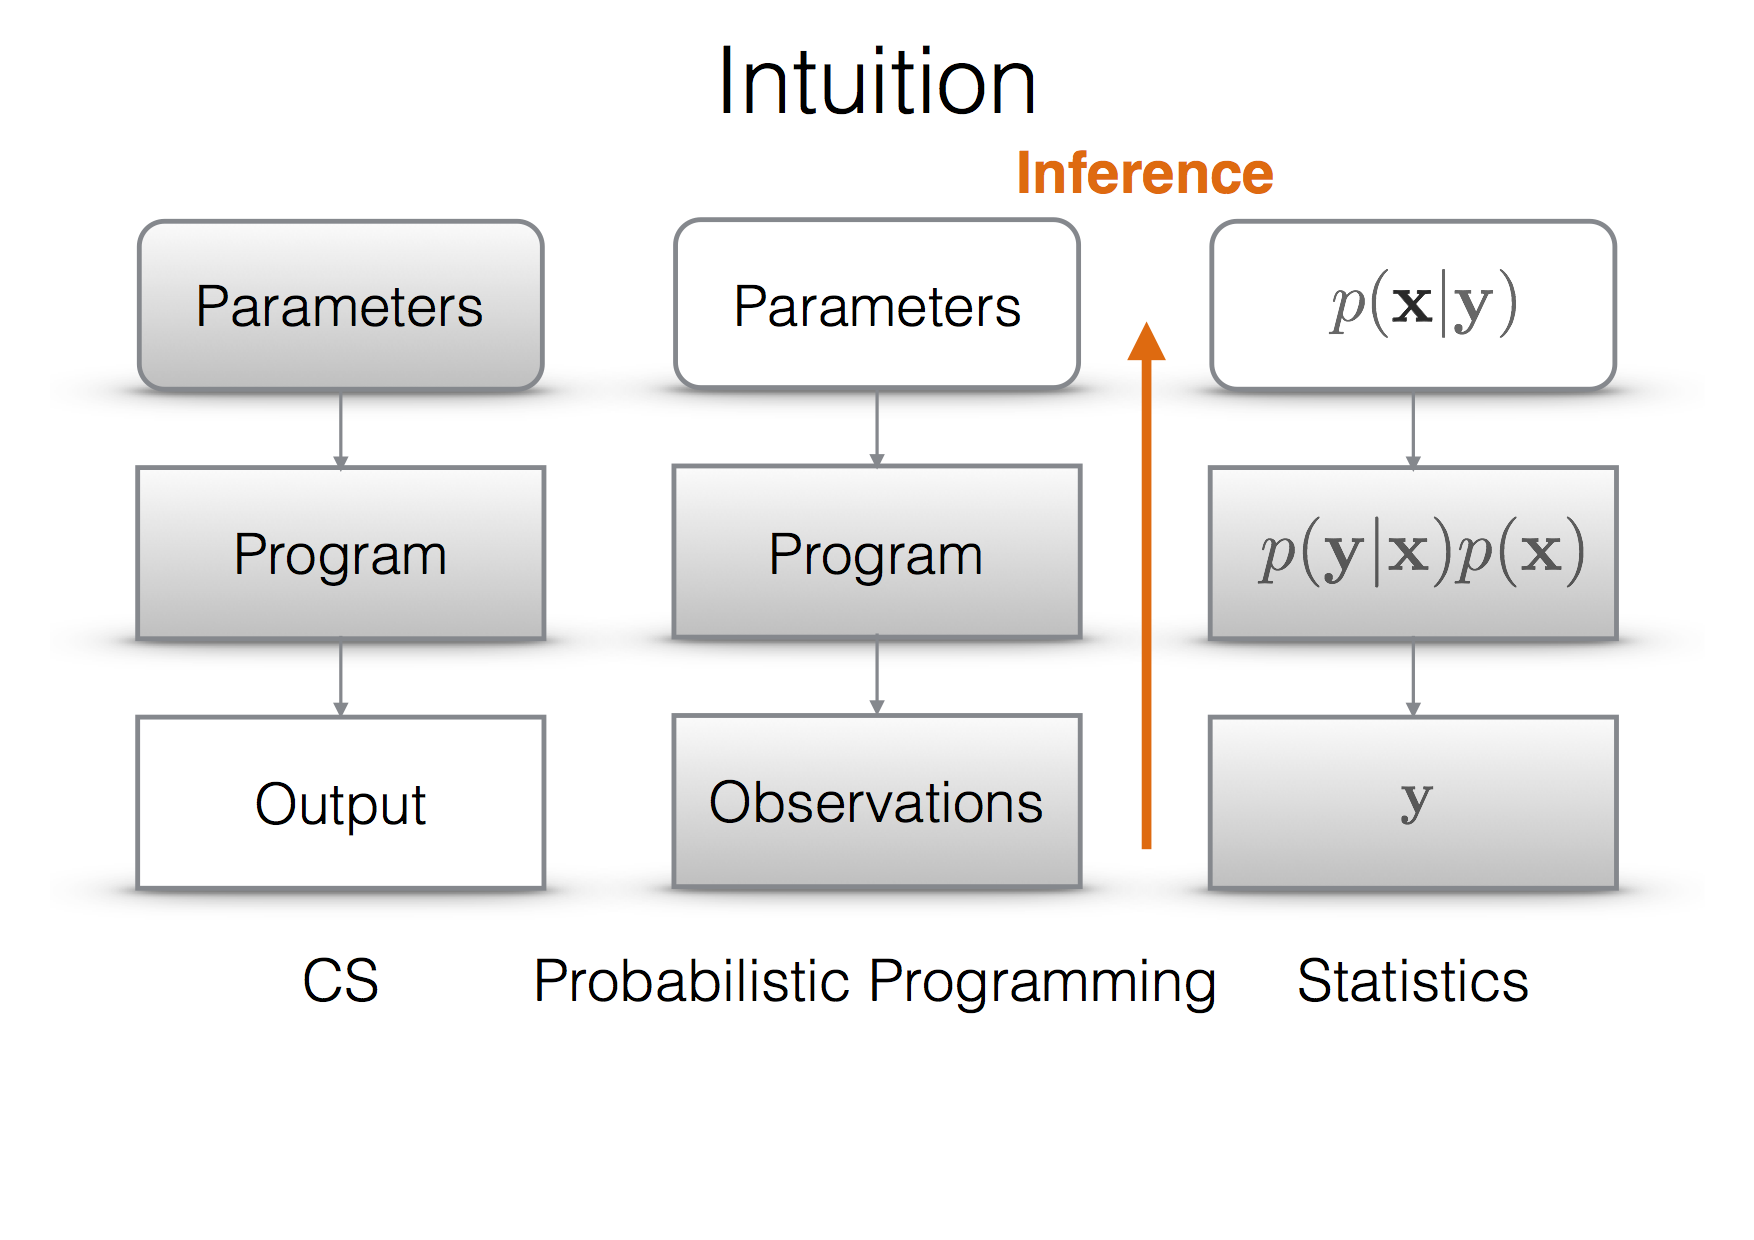 Intuition
Inference
Parameters
Program
Output
CS
Parameters
Program
Observations
Probabilistic Programming
p(x|y)
p(y|x)p(x)
y
Statistics